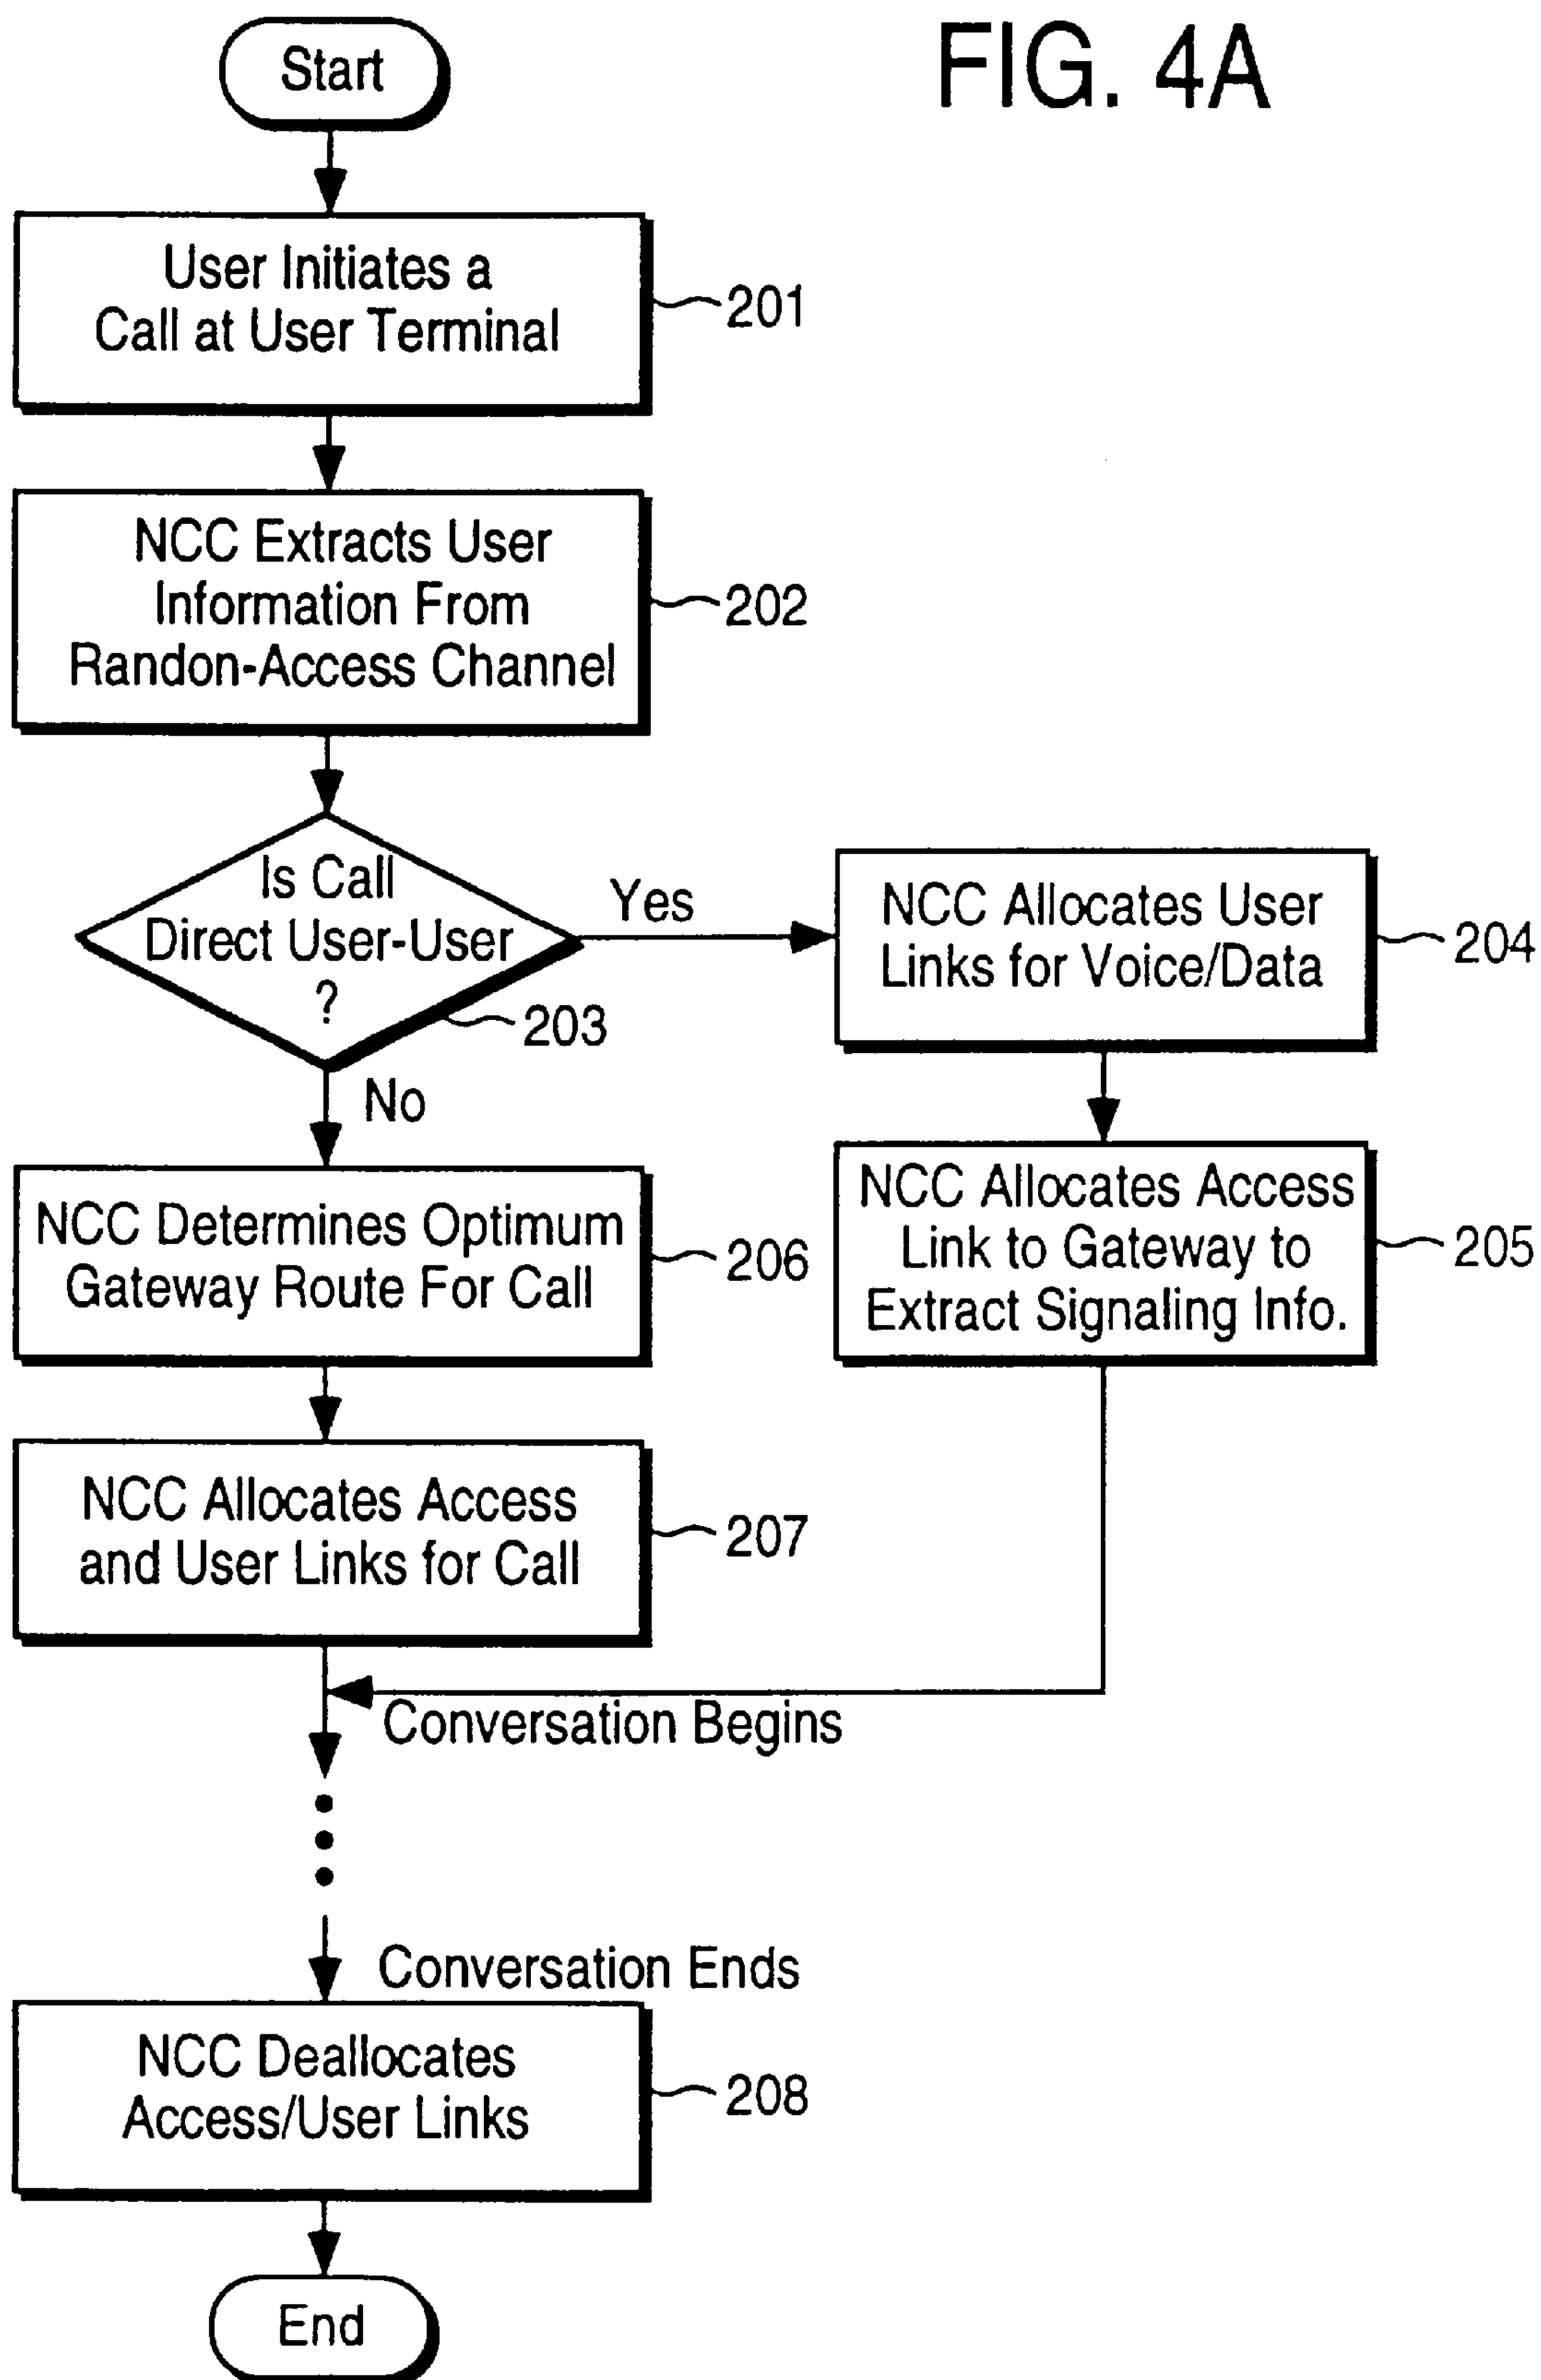 FIG. 4A
Start
User Initiates a
Call at User Terminal
201
NCC Extracts User
Information From
Randon-Access Channel
202
Is Call
Direct User-User
?
203
Yes
NCC Allocates User
Links for Voice/Data
204
NCC Allocates Access
Link to Gateway to
Extract Signaling Info.
205
No
NCC Determines Optimum
Gateway Route For Call
206
NCC Allocates Access
and User Links for Call
207
Conversation Begins
Conversation Ends
NCC Deallocates
Access/User Links
208
End